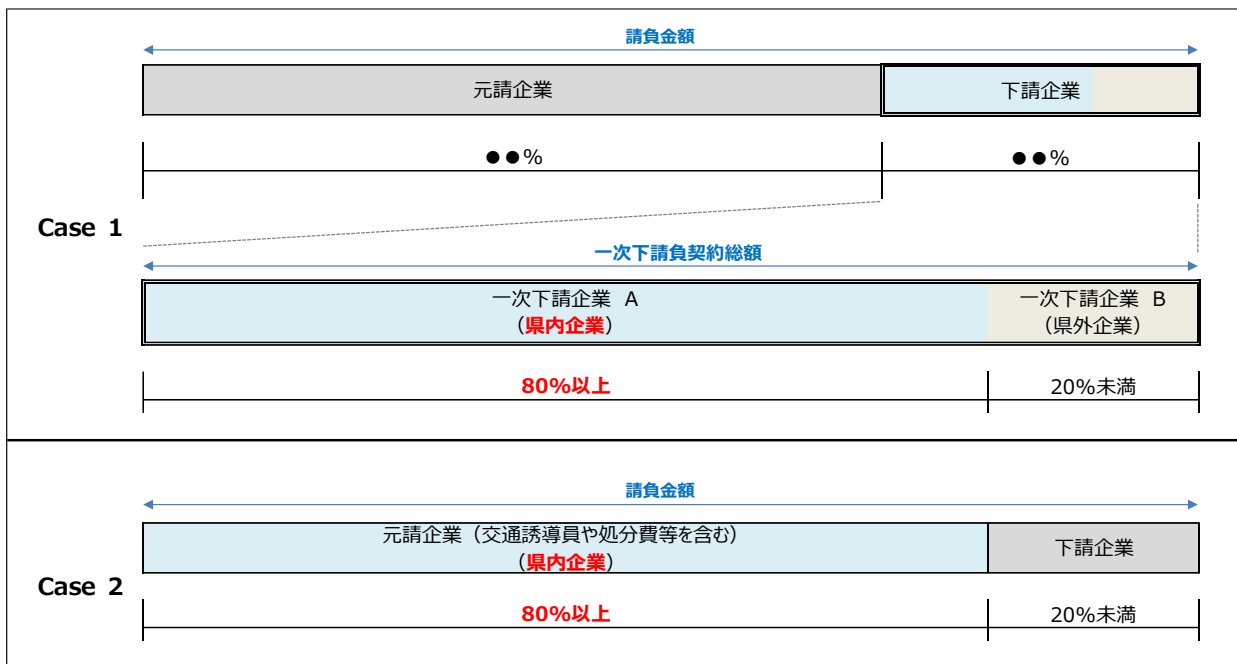 請負金額
元請企業
下請企業
●●%
●●%
Case 1
一次下請負契約総額
一次下請企業 A
（県内企業）
一次下請企業 B
（県外企業）
80%以上
20%未満
請負金額
元請企業（交通誘導員や処分費等を含む）
（県内企業）
下請企業
Case 2
80%以上
20%未満